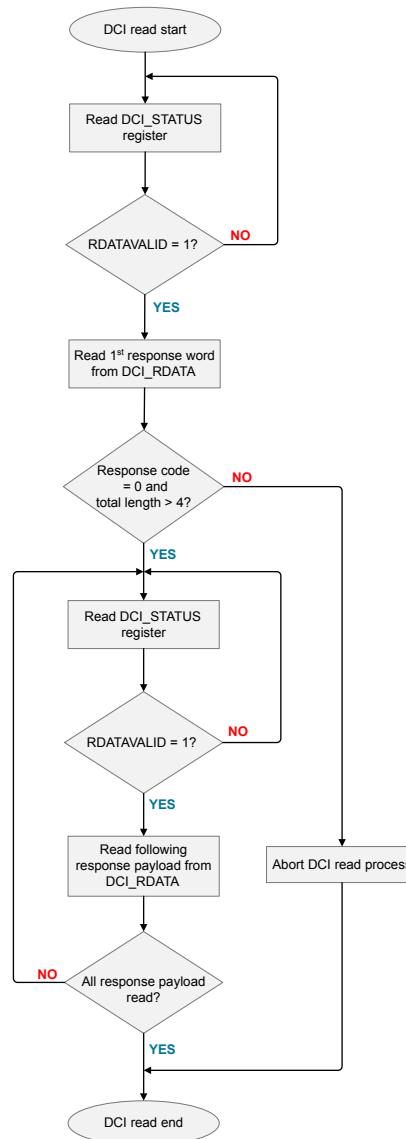 DCI read start
Read DCI_STATUS
register
RDATAVALID = 1?
NO
YES
Read 1st response word
from DCI_RDATA
Response code
= 0 and
total length > 4?
NO
YES
Read DCI_STATUS
register
RDATAVALID = 1?
NO
YES
Read following
response payload from
DCI_RDATA
Abort DCI read process
All response payload
read?
NO
YES
DCI read end